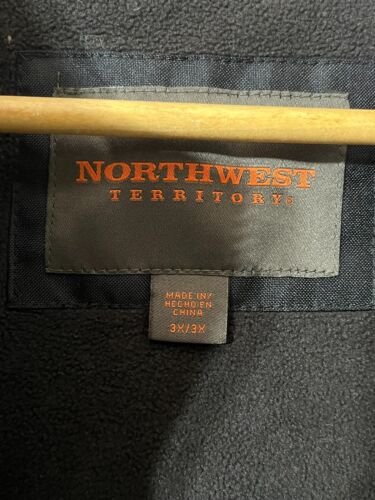 NORTHWEST
TERRITORY®
MADE IN/
HECHO EN
CHINA
3X/3X